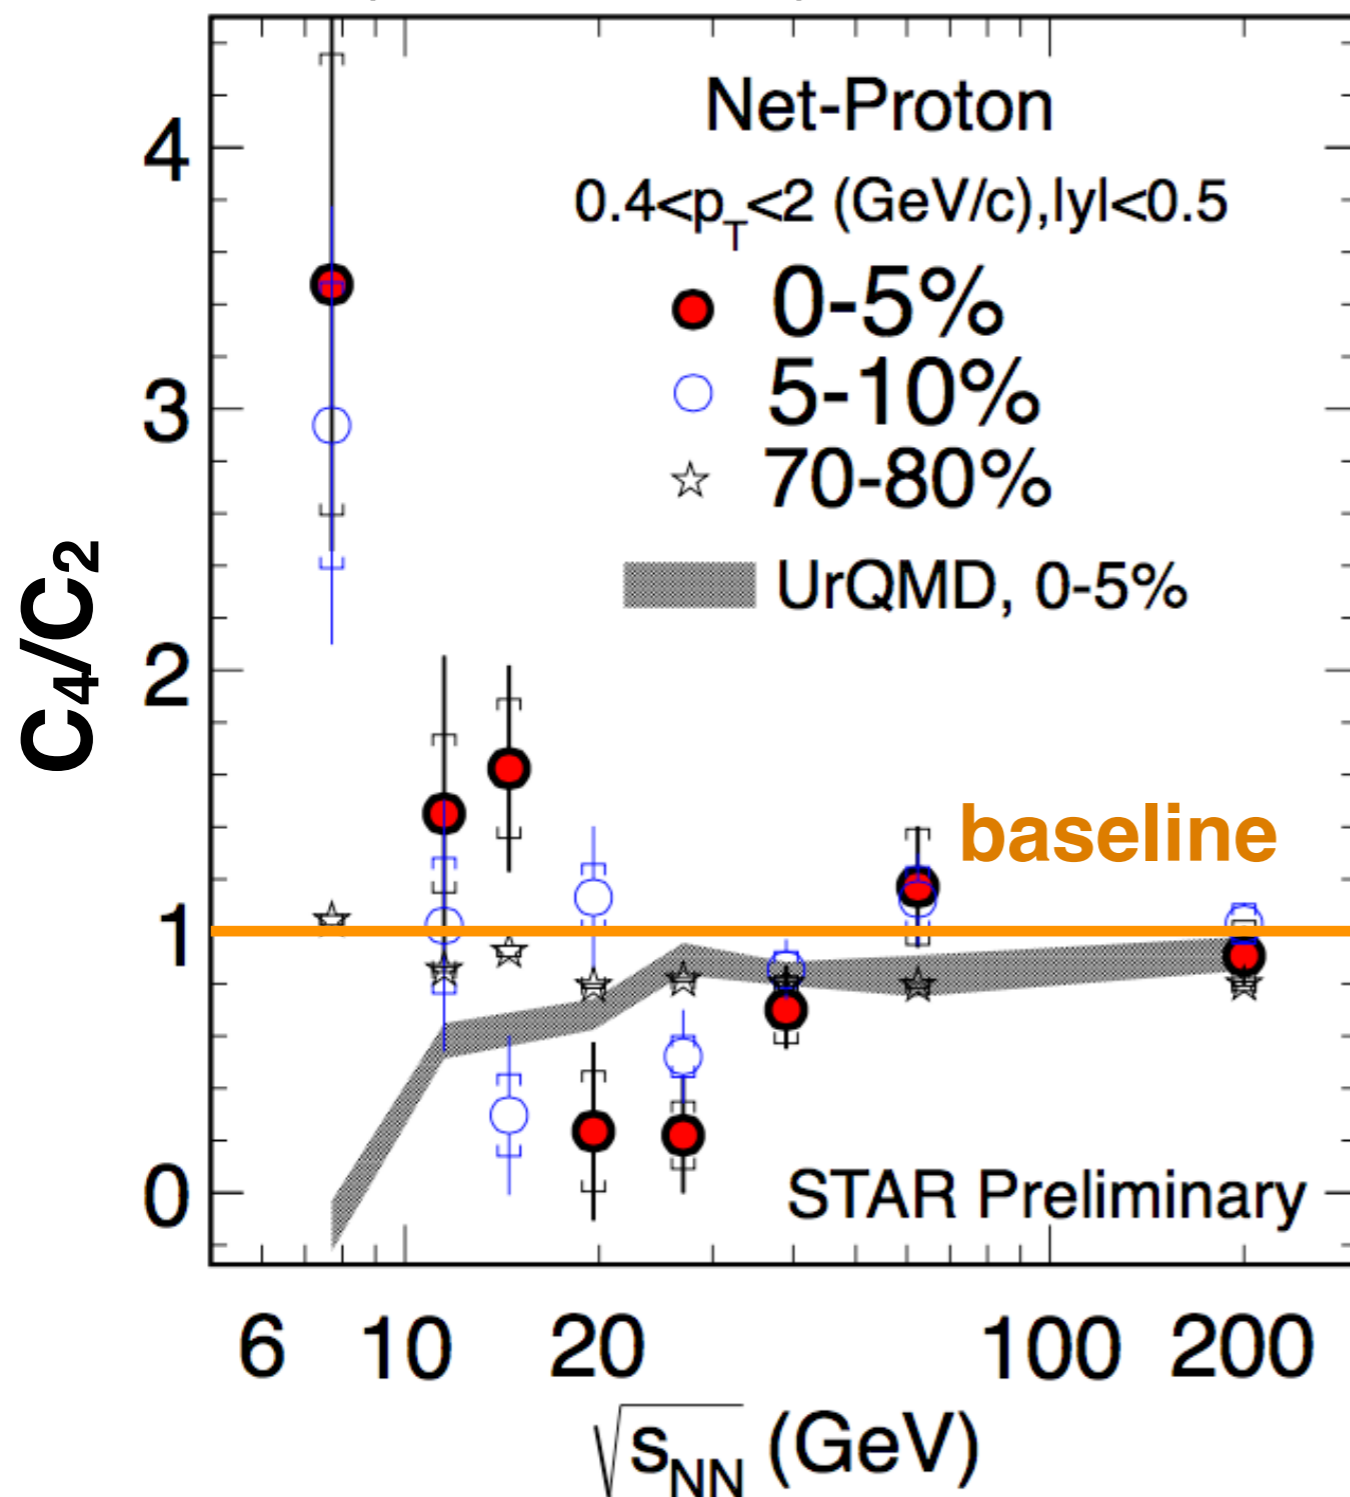 Net-Proton
0.4<pT<2 (GeV/c),|y|<0.5
0-5%
5-10%
70-80%
UrQMD, 0-5%
C4/C2
4
3
2
1
0
baseline
STAR Preliminary
6 10 20 100 200
√sNN (GeV)